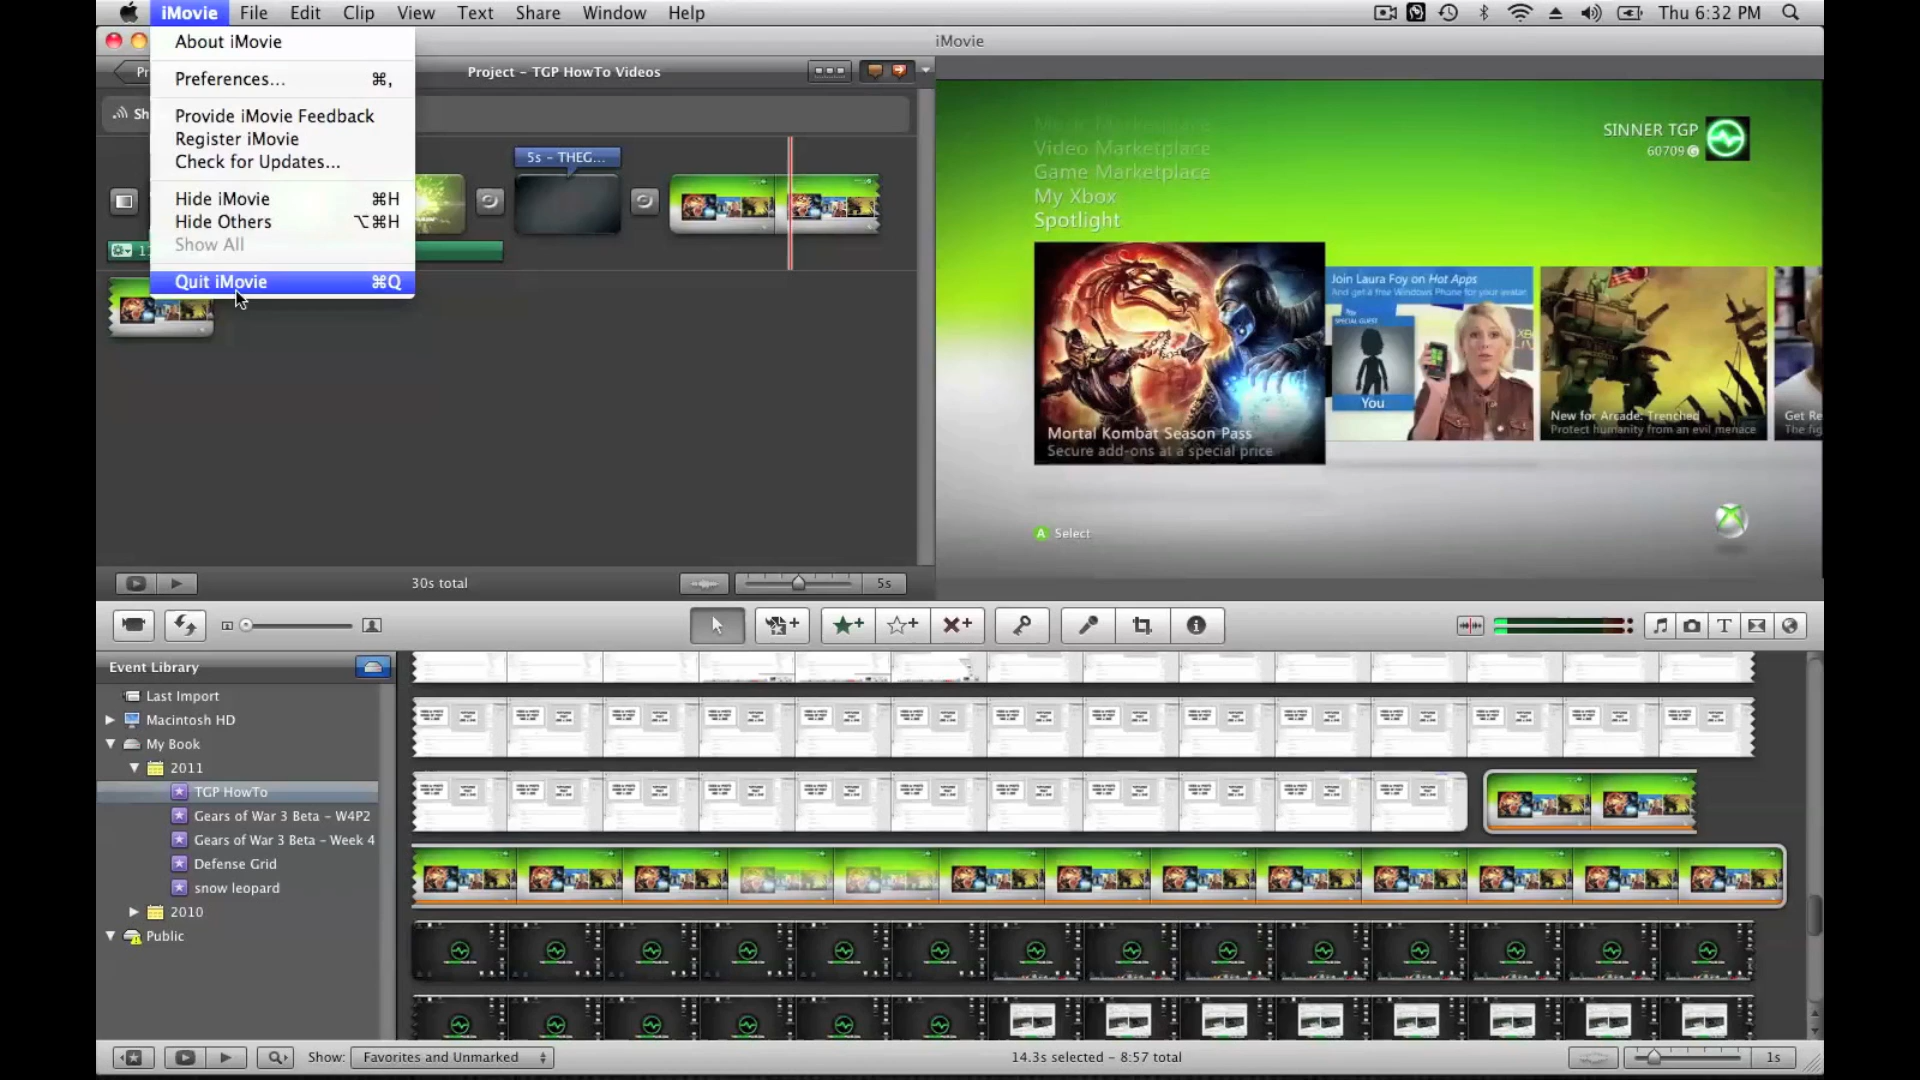 iMovie File Edit Clip View Text Share Window Help
Thu 6:32 PM
iMovie
About iMovie
Preferences... ⌘,
Provide iMovie Feedback
Register iMovie
Check for Updates...
Hide iMovie ⌘H
Hide Others ⌥⌘H
Show All
Quit iMovie ⌘Q
Pr
Project - TGP HowTo Videos
Sh
5s - THEG...
30s total
5s
SINNER TGP
60709 G
Music Marketplace
Video Marketplace
Game Marketplace
My Xbox
Spotlight
Mortal Kombat Season Pass
Secure add-ons at a special price
Join Laura Foy on Hot Apps
And get a free Windows Phone for your avatar.
SPECIAL GUEST
You
New for Arcade: Trenched
Protect humanity from an evil menace
Get Re
The fig
A Select
Event Library
Last Import
Macintosh HD
My Book
2011
TGP HowTo
Gears of War 3 Beta - W4P2
Gears of War 3 Beta - Week 4
Defense Grid
snow leopard
2010
Public
Show: Favorites and Unmarked
14.3s selected - 8:57 total
1s